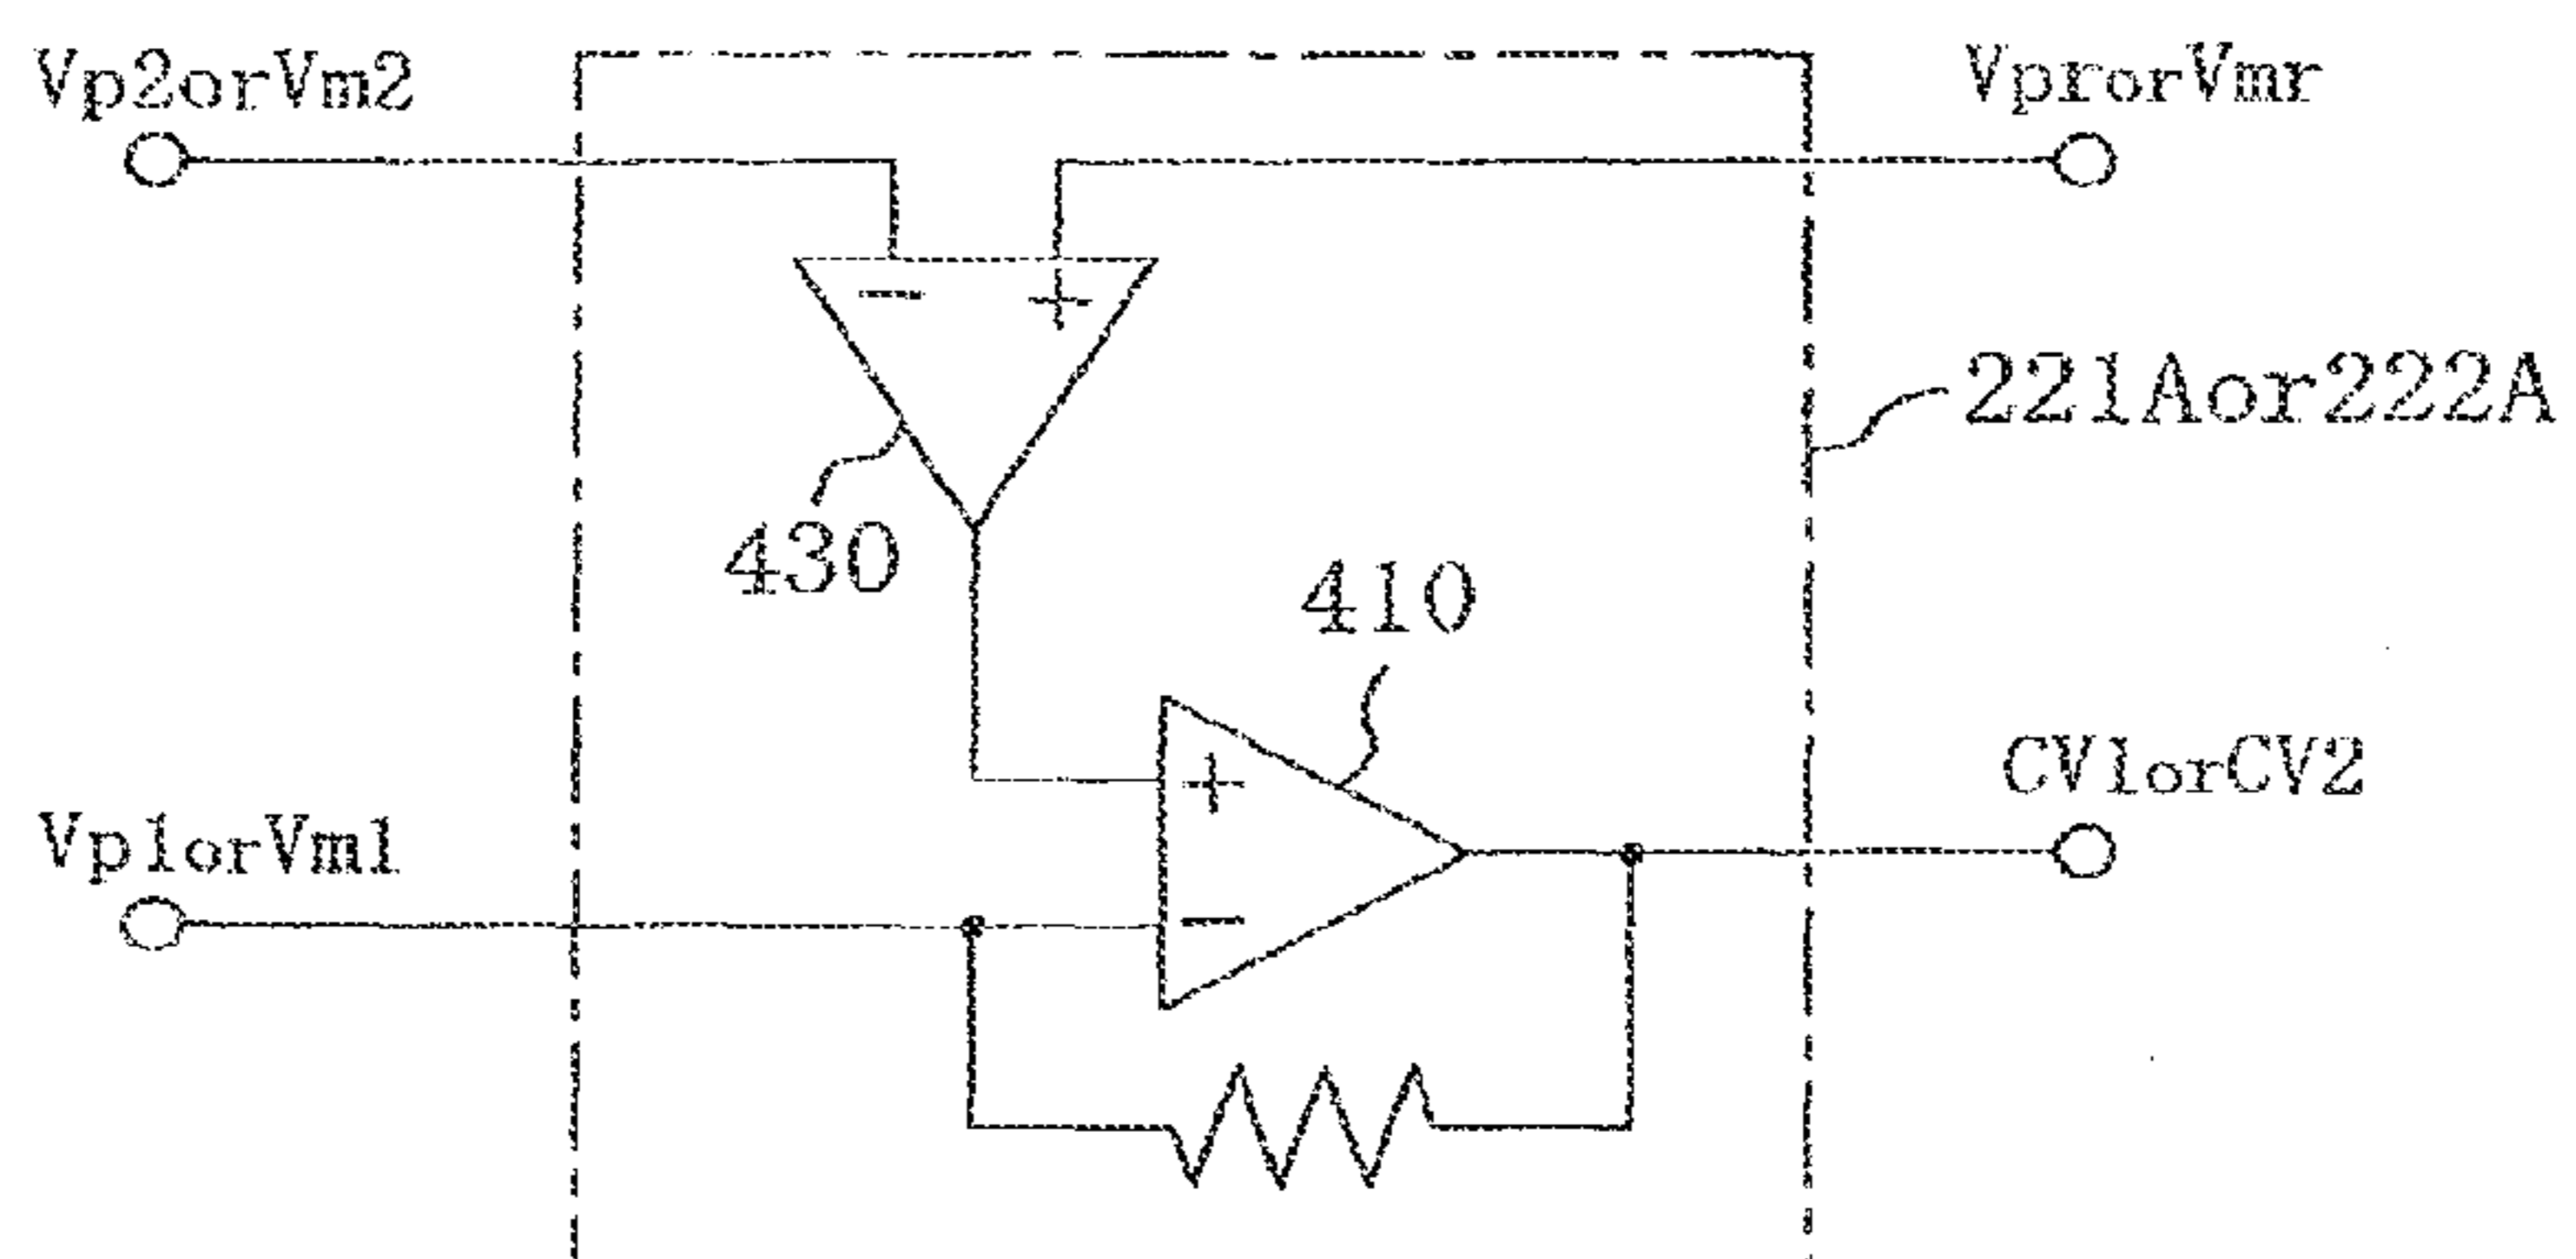 Vp2orVm2
VprorVmr
− +
221Aor222A
430
410
+
CV1orCV2
Vp1orVm1
−